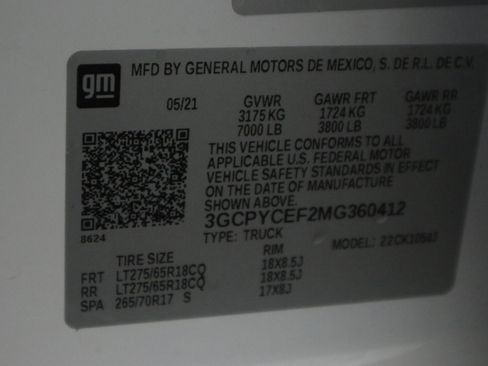 gm
MFD BY GENERAL MOTORS DE MEXICO, S. DE R.L. DE C.V.
05/21 GVWR GAWR FRT GAWR RR
3175 KG 1724 KG 1724 KG
7000 LB 3800 LB 3800 LB
THIS VEHICLE CONFORMS TO ALL
APPLICABLE U.S. FEDERAL MOTOR
VEHICLE SAFETY STANDARDS IN EFFECT
ON THE DATE OF MANUFACTURE
SHOWN ABOVE.
3GCPYCEF2MG360412
8624
TYPE: TRUCK MODEL:
TIRE SIZE RIM
FRT LT275/65R18CQ 18X8.5J
RR LT275/65R18CQ 18X8.5J
SPA 265/70R17 S 17X8J